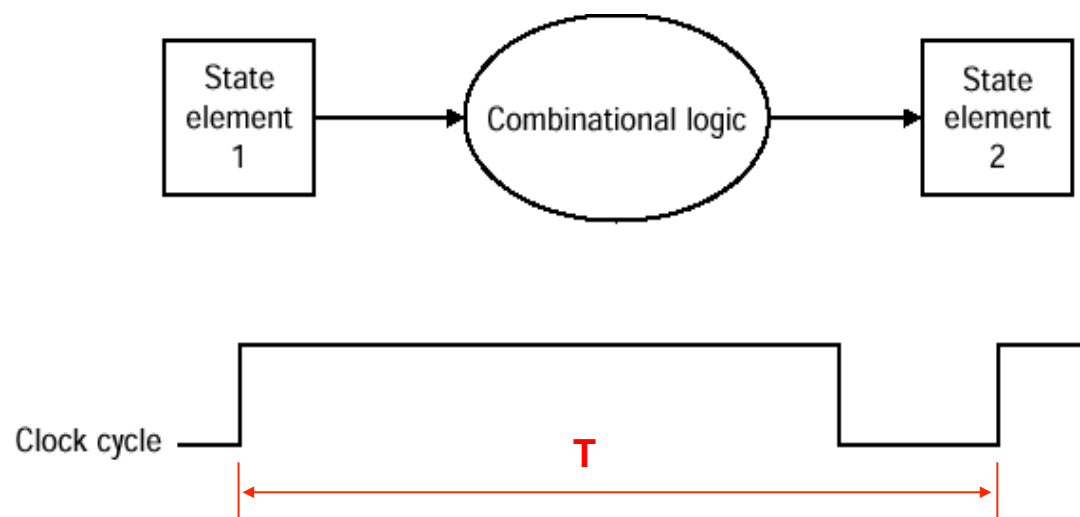 State
element
1
Combinational logic
State
element
2
Clock cycle
T